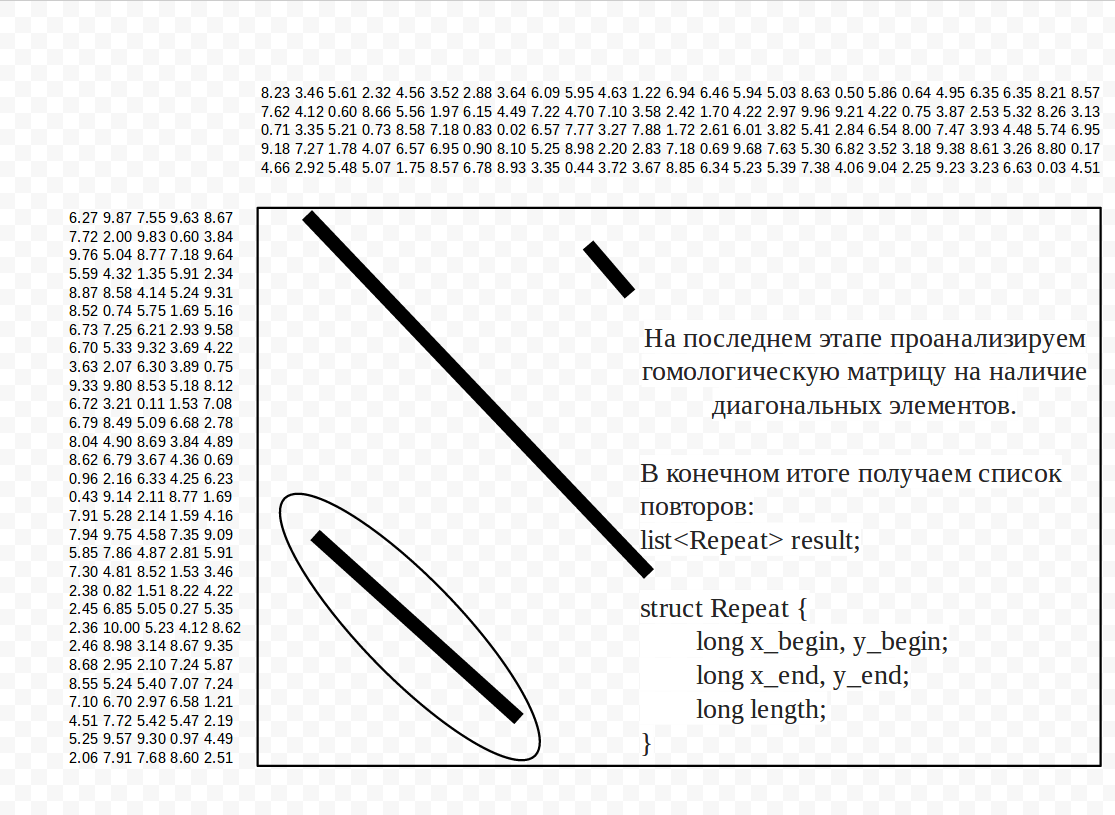 8.23 3.46 5.61 2.32 4.56 3.52 2.88 3.64 6.09 5.95 4.63 1.22 6.94 6.46 5.94 5.03 8.63 0.50 5.86 0.64 4.95 6.35 6.35 8.21 8.57
7.62 4.12 0.60 8.66 5.56 1.97 6.15 4.49 7.22 4.70 7.10 3.58 2.42 1.70 4.22 2.97 9.96 9.21 4.22 0.75 3.87 2.53 5.32 8.26 3.13
0.71 3.35 5.21 0.73 8.58 7.18 0.83 0.02 6.57 7.77 3.27 7.88 1.72 2.61 6.01 3.82 5.41 2.84 6.54 8.00 7.47 3.93 4.48 5.74 6.95
9.18 7.27 1.78 4.07 6.57 6.95 0.90 8.10 5.25 8.98 2.20 2.83 7.18 0.69 9.68 7.63 5.30 6.82 3.52 3.18 9.38 8.61 3.26 8.80 0.17
4.66 2.92 5.48 5.07 1.75 8.57 6.78 8.93 3.35 0.44 3.72 3.67 8.85 6.34 5.23 5.39 7.38 4.06 9.04 2.25 9.23 3.23 6.63 0.03 4.51
6.27 9.87 7.55 9.63 8.67
7.72 2.00 9.83 0.60 3.84
9.76 5.04 8.77 7.18 9.64
5.59 4.32 1.35 5.91 2.34
8.87 8.58 4.14 5.24 9.31
8.52 0.74 5.75 1.69 5.16
6.73 7.25 6.21 2.93 9.58
6.70 5.33 9.32 3.69 4.22
3.63 2.07 6.30 3.89 0.75
9.33 9.80 8.53 5.18 8.12
6.72 3.21 0.11 1.53 7.08
6.79 8.49 5.09 6.68 2.78
8.04 4.90 8.69 3.84 4.89
8.62 6.79 3.67 4.36 0.69
0.96 2.16 6.33 4.25 6.23
0.43 9.14 2.11 8.77 1.69
7.91 5.28 2.14 1.59 4.16
7.94 9.75 4.58 7.35 9.09
5.85 7.86 4.87 2.81 5.91
7.30 4.81 8.52 1.53 3.46
2.38 0.82 1.51 8.22 4.22
2.45 6.85 5.05 0.27 5.35
2.36 10.00 5.23 4.12 8.62
2.46 8.98 3.14 8.67 9.35
8.68 2.95 2.10 7.24 5.87
8.55 5.24 5.40 7.07 7.24
7.10 6.70 2.97 6.58 1.21
4.51 7.72 5.42 5.47 2.19
5.25 9.57 9.30 0.97 4.49
2.06 7.91 7.68 8.60 2.51
На последнем этапе проанализируем
гомологическую матрицу на наличие
диагональных элементов.
В конечном итоге получаем список
повторов:
list<Repeat> result;
struct Repeat {
long x_begin, y_begin;
long x_end, y_end;
long length;
}